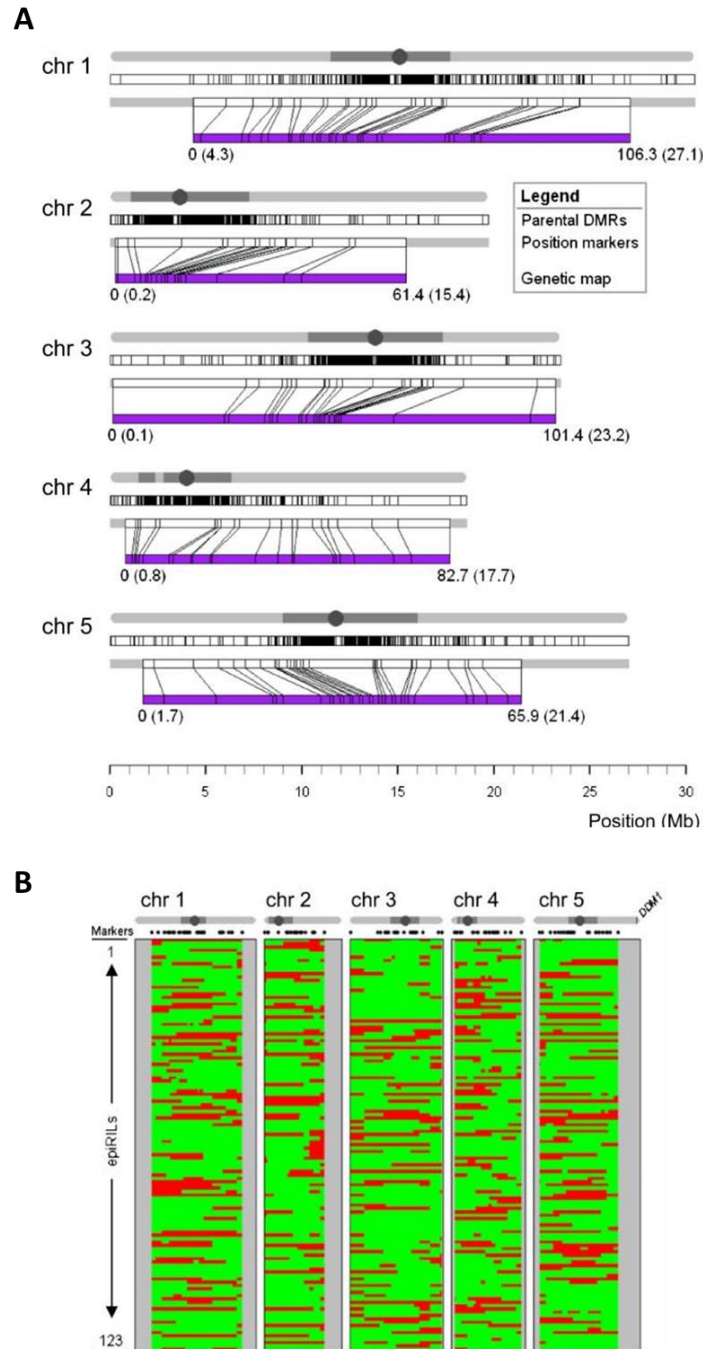 A
chr 1
0 (4.3) 106.3 (27.1)
chr 2
Legend
Parental DMRs
Position markers
Genetic map
0 (0.2) 61.4 (15.4)
chr 3
0 (0.1) 101.4 (23.2)
chr 4
0 (0.8) 82.7 (17.7)
chr 5
0 (1.7) 65.9 (21.4)
0 5 10 15 20 25 30
Position (Mb)
B
chr 1 chr 2 chr 3 chr 4 chr 5
DDM1
Markers
1
epiRILs
123